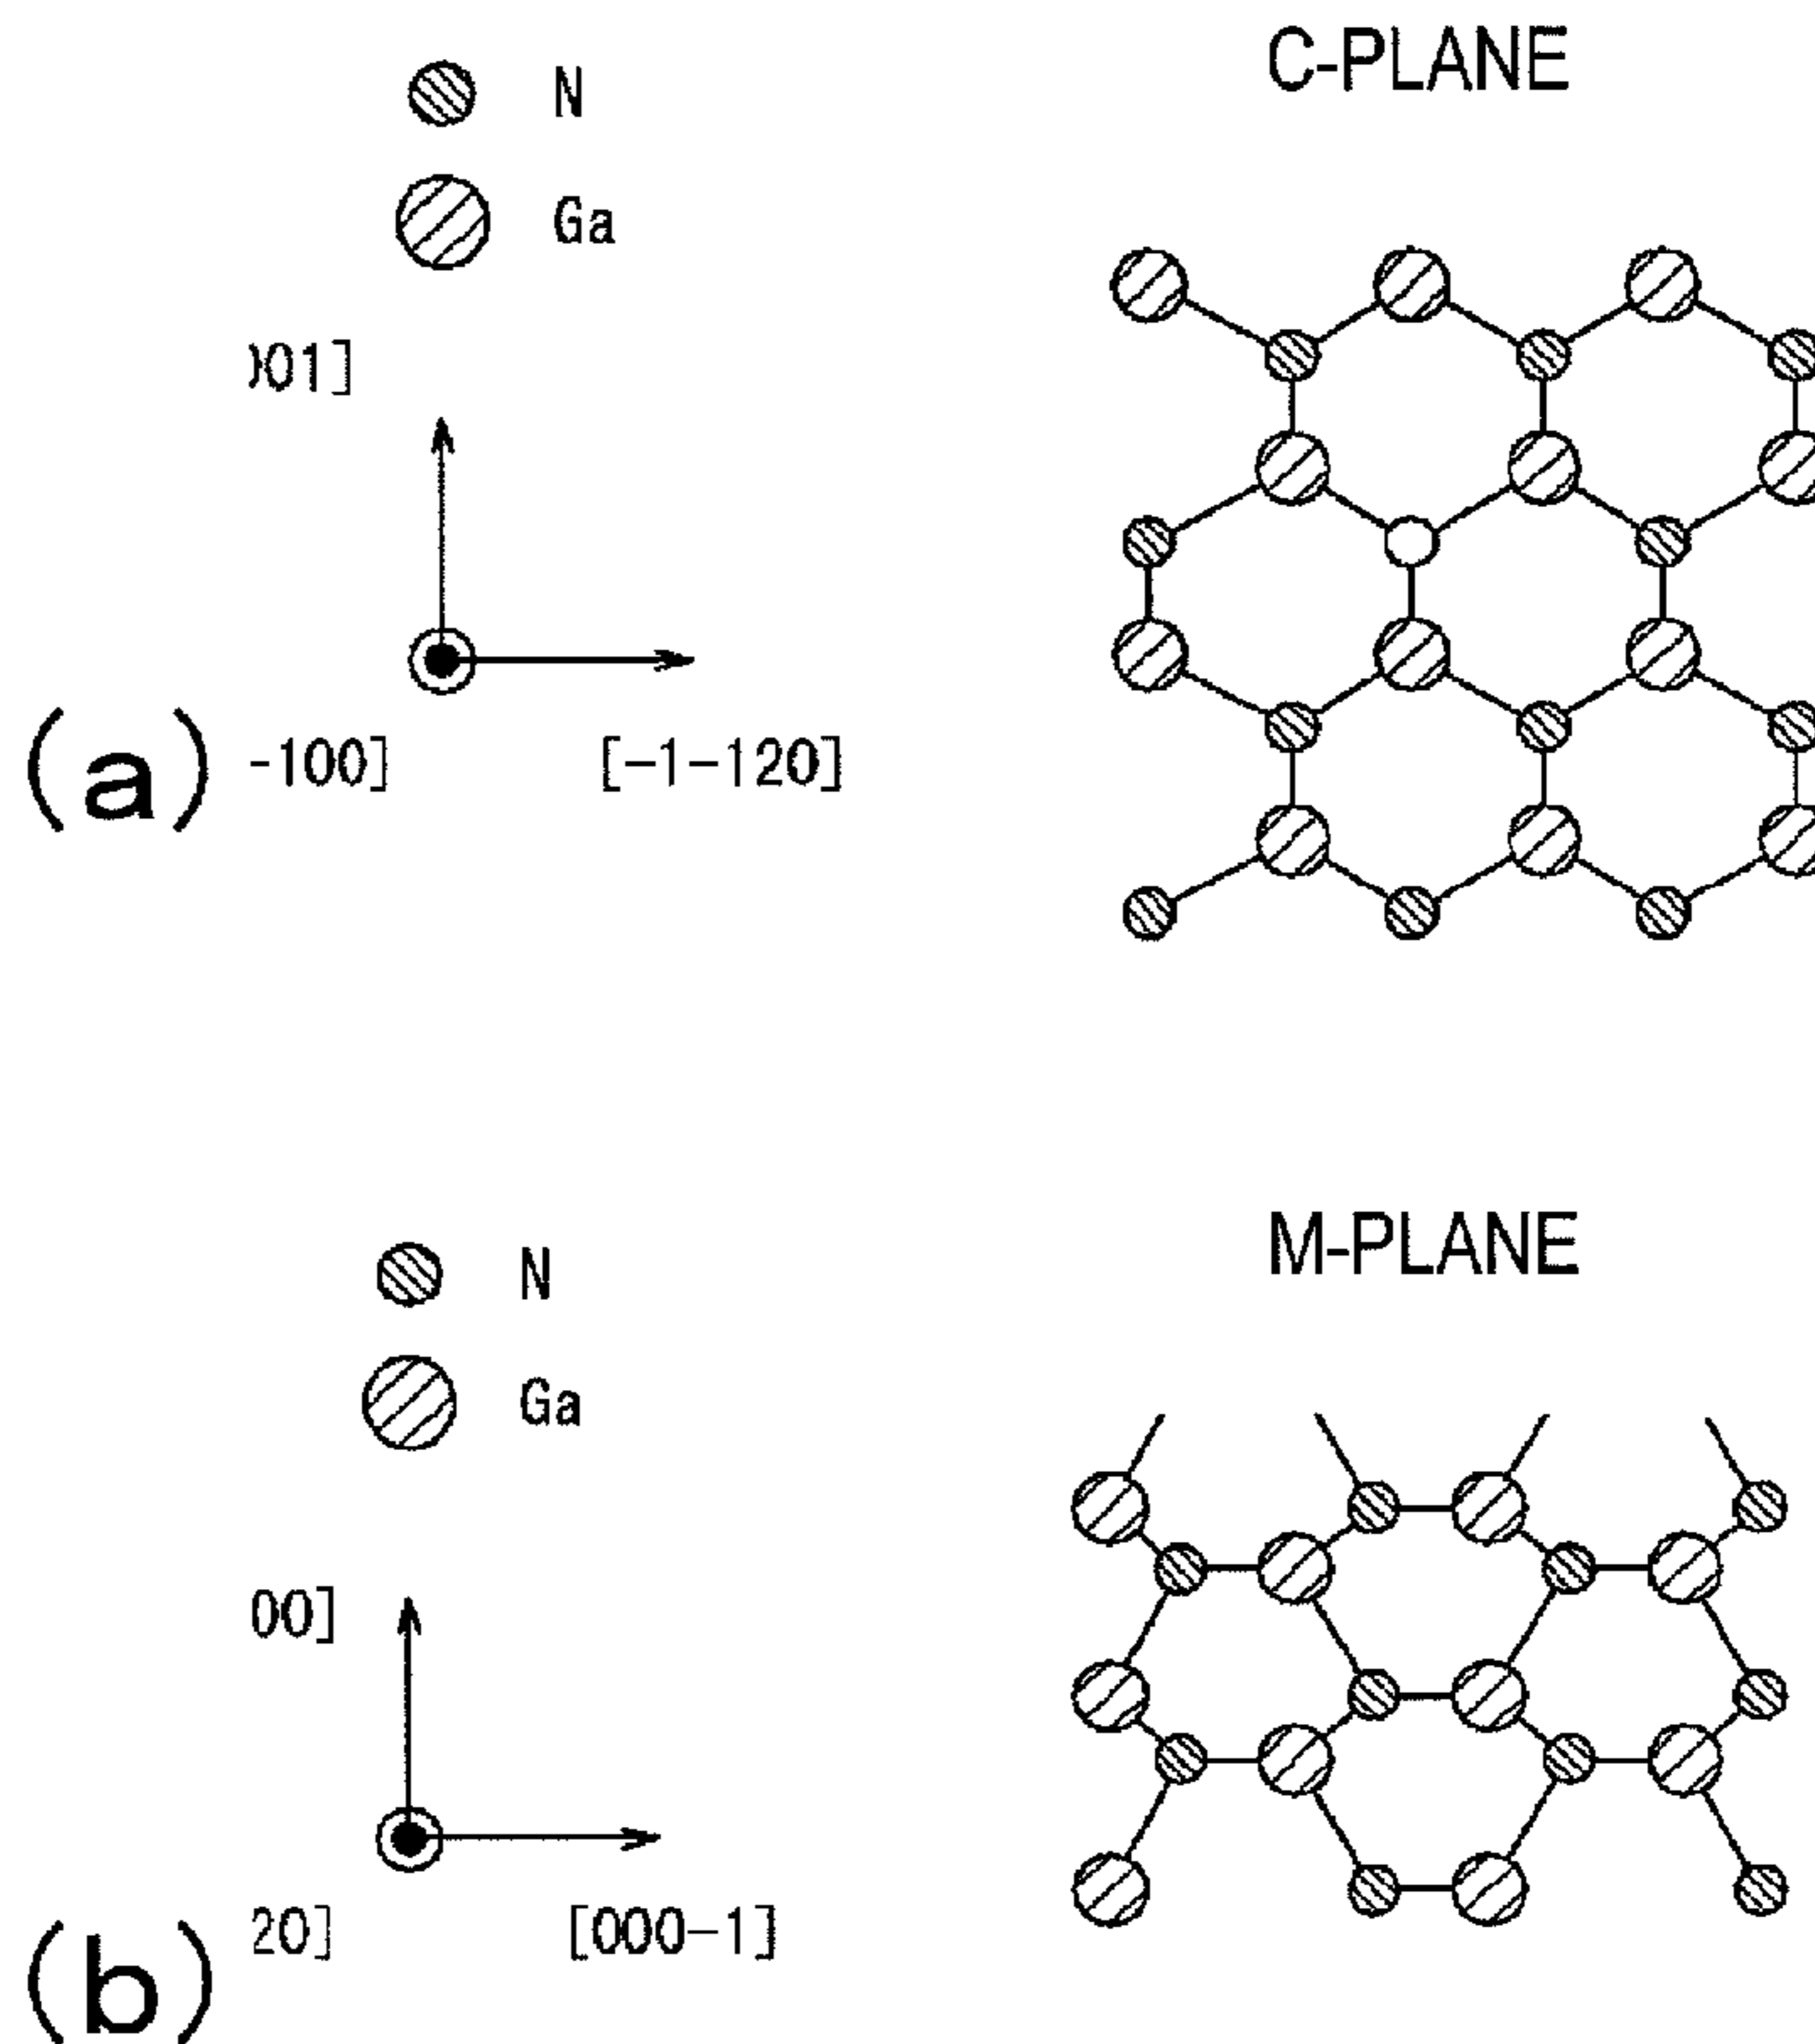 C-PLANE
N
Ga
01]
(a) -100] [-1-120]
M-PLANE
N
Ga
00]
(b) 20] [000-1]